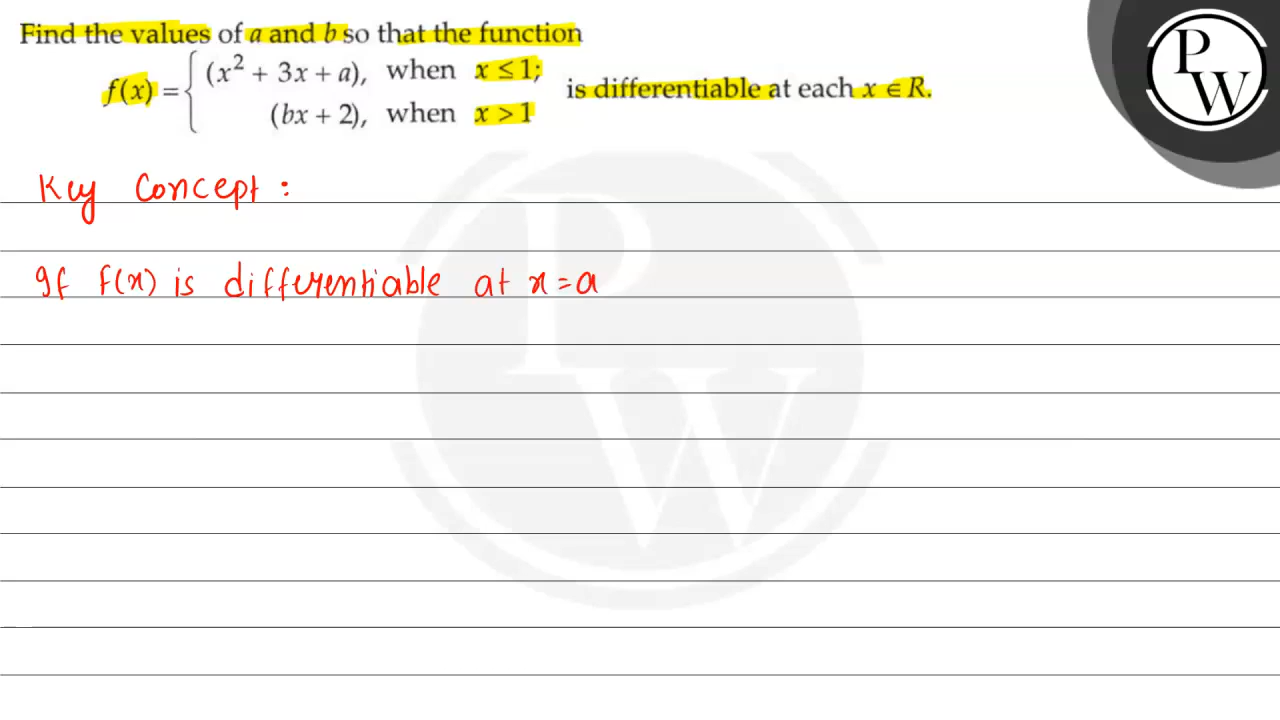 Find the values of a and b so that the function
f(x) = { (x² + 3x + a), when x ≤ 1;
(bx + 2), when x > 1
is differentiable at each x ∈ R.
P
W
Key Concept :
If f(x) is differentiable at x = a
P
W